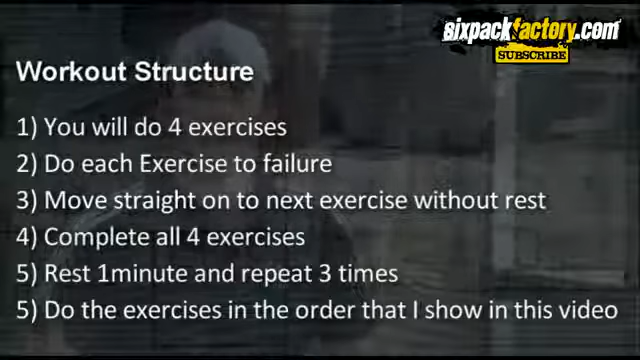 sixpackfactory.com
SUBSCRIBE
Workout Structure
1) You will do 4 exercises
2) Do each Exercise to failure
3) Move straight on to next exercise without rest
4) Complete all 4 exercises
5) Rest 1minute and repeat 3 times
5) Do the exercises in the order that I show in this video